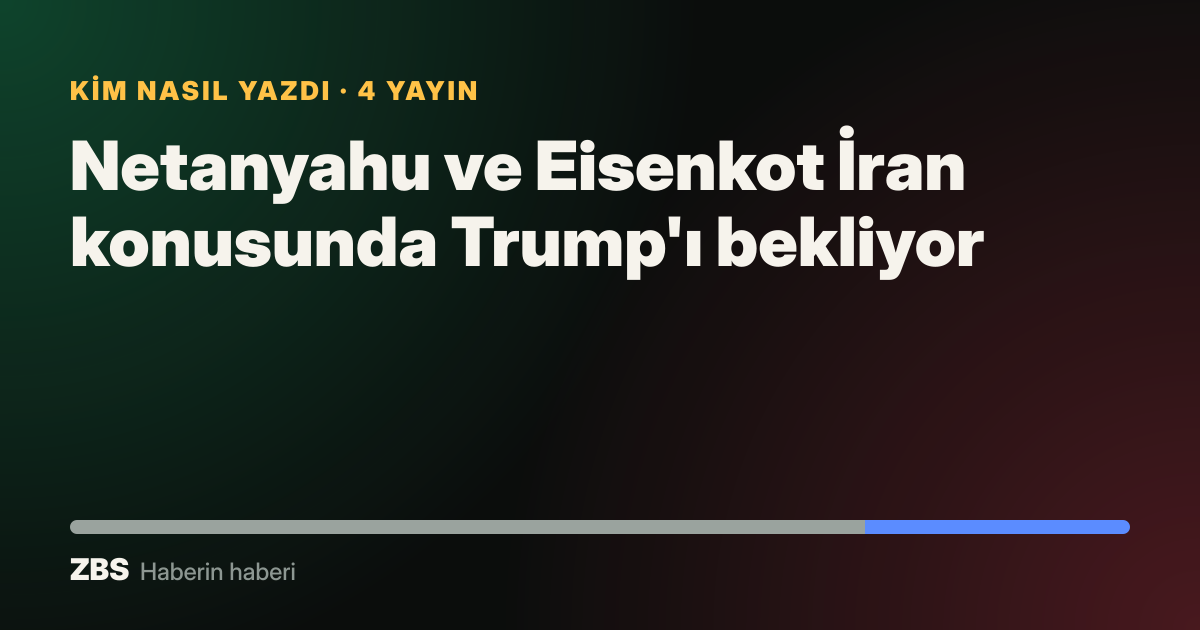 KİM NASIL YAZDI · 4 YAYIN
Netanyahu ve Eisenkot İran
konusunda Trump'ı bekliyor
ZBS Haberin haberi